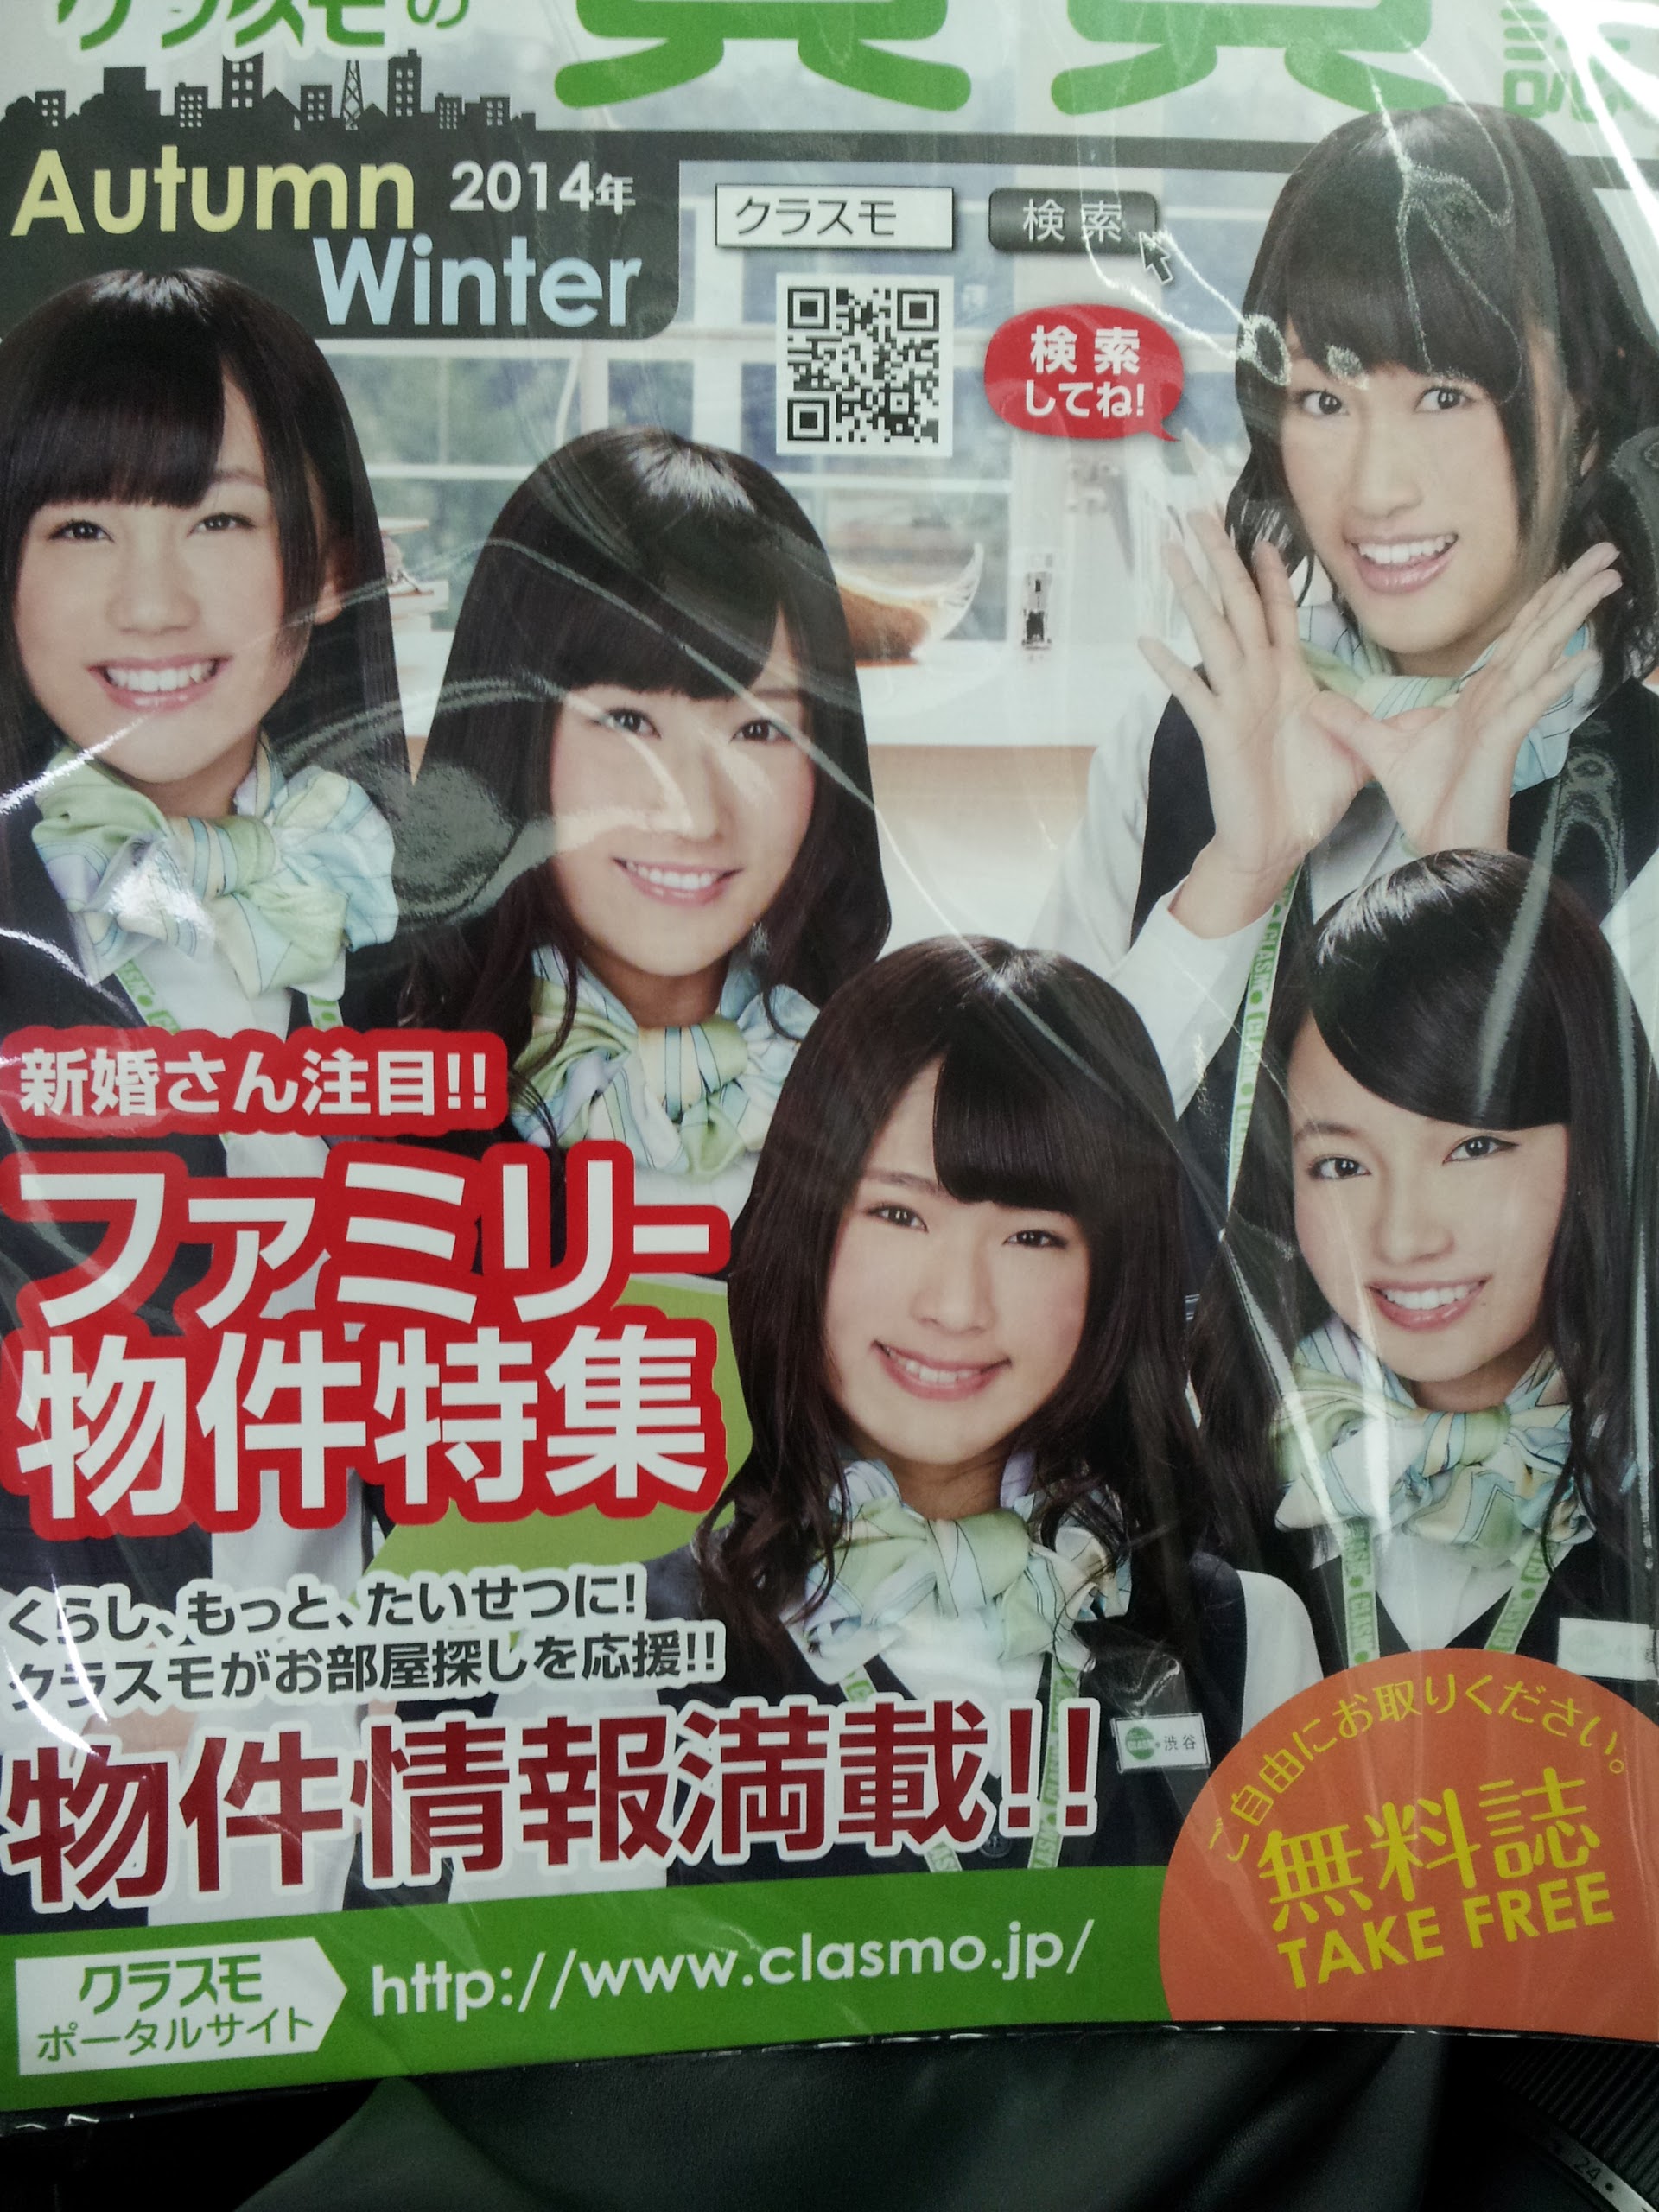 クラスモの
Autumn 2014年
Winter
クラスモ 検索
検索
してね!
新婚さん注目!!
ファミリー
物件特集
くらし、もっと、たいせつに!
クラスモがお部屋探しを応援!!
物件情報満載!!
渋谷
ご自由にお取りください。
無料誌
TAKE FREE
クラスモ
ポータルサイト
http://www.clasmo.jp/
24